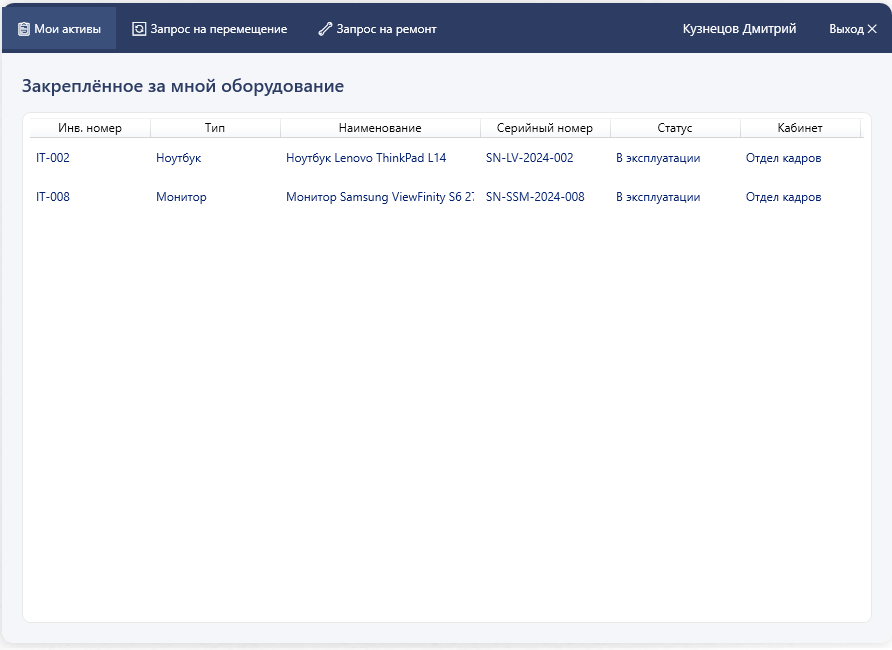 Мои активы Запрос на перемещение Запрос на ремонт Кузнецов Дмитрий Выход
Закреплённое за мной оборудование
Инв. номер Тип Наименование Серийный номер Статус Кабинет
IT-002 Ноутбук Ноутбук Lenovo ThinkPad L14 SN-LV-2024-002 В эксплуатации Отдел кадров
IT-008 Монитор Монитор Samsung ViewFinity S6 27 SN-SSM-2024-008 В эксплуатации Отдел кадров